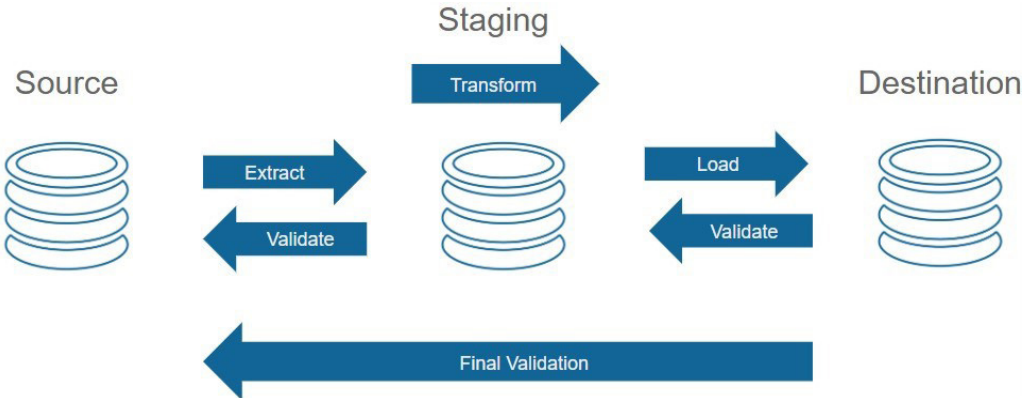 Staging
Source
Transform
Destination
Extract
Load
Validate
Validate
Final Validation